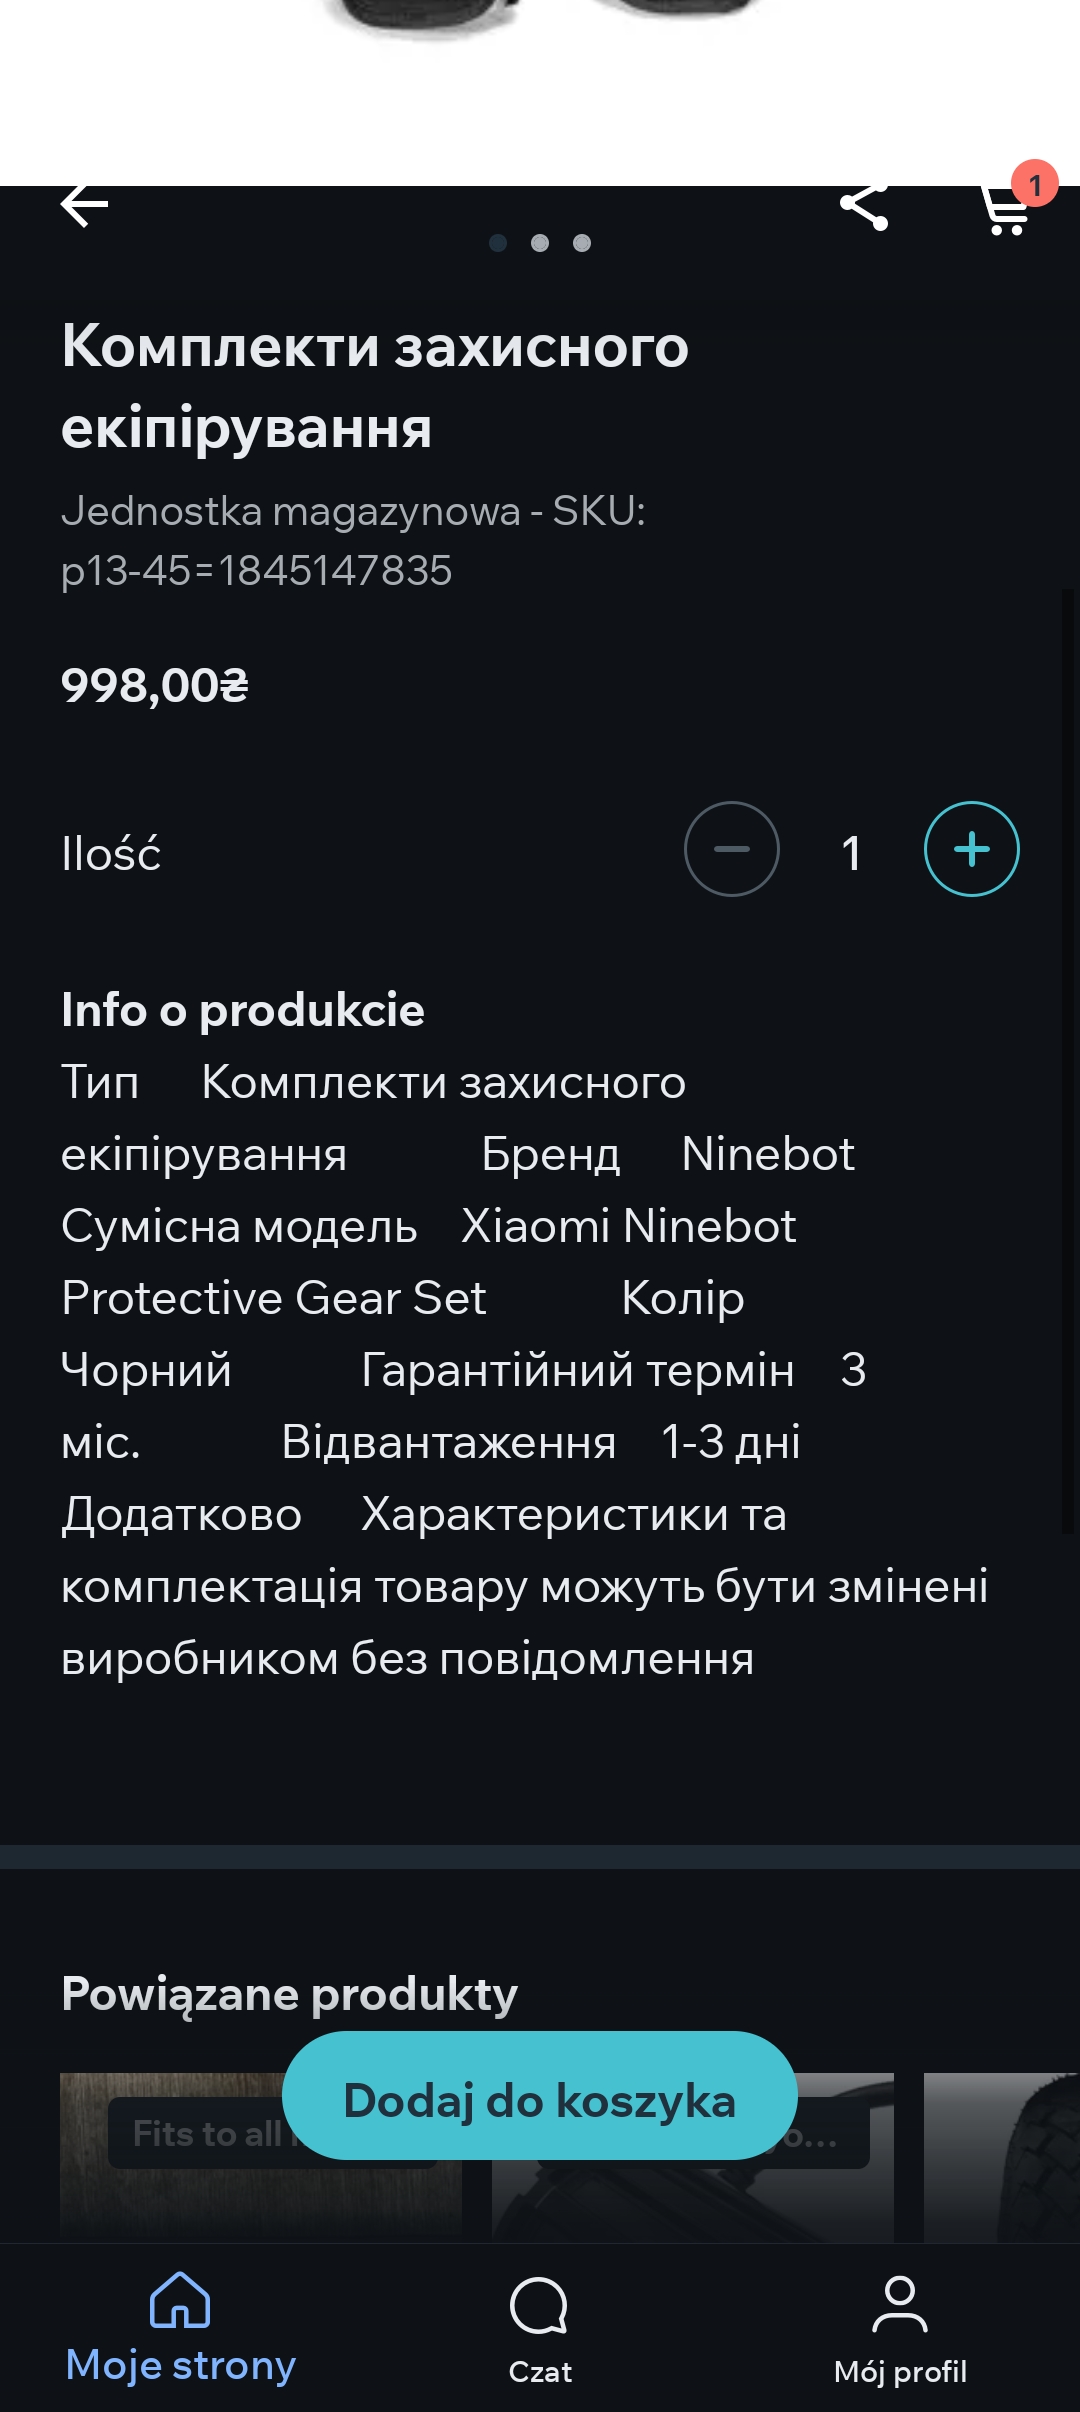 1
Комплекти захисного
екіпірування
Jednostka magazynowa - SKU:
p13-45=1845147835
998,00₴
Ilość 1
Info o produkcie
Тип Комплекти захисного
екіпірування Бренд Ninebot
Сумісна модель Xiaomi Ninebot
Protective Gear Set Колір
Чорний Гарантійний термін 3
міс. Відвантаження 1-3 дні
Додатково Характеристики та
комплектація товару можуть бути змінені
виробником без повідомлення
Powiązane produkty
Dodaj do koszyka
Fits to all
Moje strony Czat Mój profil